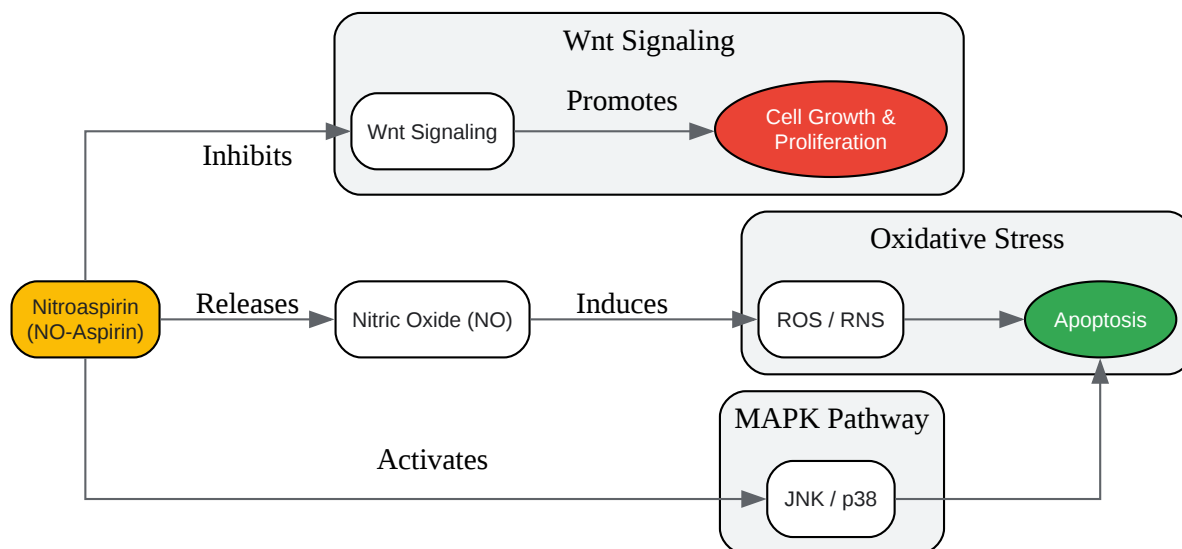 Wnt Signaling
Wnt Signaling
Promotes
Cell Growth &
Proliferation
Inhibits
Oxidative Stress
Nitroaspirin
(NO-Aspirin)
Releases
Nitric Oxide (NO)
Induces
ROS / RNS
Apoptosis
MAPK Pathway
Activates
JNK / p38